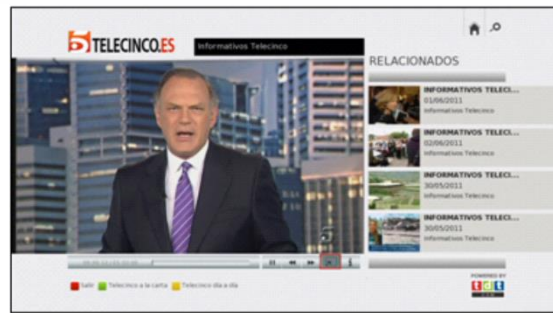 5 TELECINCO.ES
Informativos Telecinco
RELACIONADOS
INFORMATIVOS TELECI...
01/06/2011
Informativos Telecinco
INFORMATIVOS TELECI...
02/06/2011
Informativos Telecinco
INFORMATIVOS TELECI...
30/05/2011
Informativos Telecinco
INFORMATIVOS TELECI...
30/05/2011
Informativos Telecinco
5
Salir Telecinco a la carta Telecinco día a día
POWERED BY
tdt